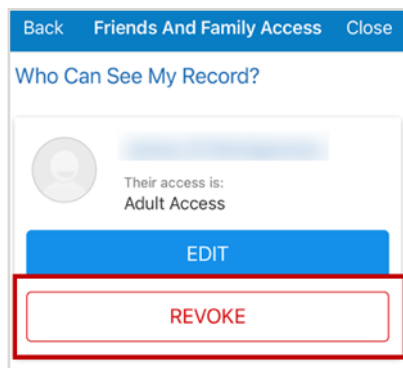 Back Friends And Family Access Close
Who Can See My Record?
Their access is:
Adult Access
EDIT
REVOKE